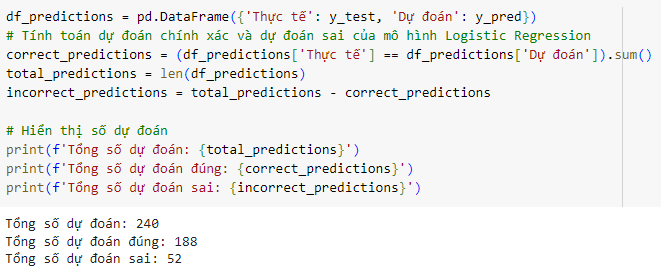 df_predictions = pd.DataFrame({'Thực tế': y_test, 'Dự đoán': y_pred})
# Tính toán dự đoán chính xác và dự đoán sai của mô hình Logistic Regression
correct_predictions = (df_predictions['Thực tế'] == df_predictions['Dự đoán']).sum()
total_predictions = len(df_predictions)
incorrect_predictions = total_predictions - correct_predictions
# Hiển thị số dự đoán
print(f'Tổng số dự đoán: {total_predictions}')
print(f'Tổng số dự đoán đúng: {correct_predictions}')
print(f'Tổng số dự đoán sai: {incorrect_predictions}')
Tổng số dự đoán: 240
Tổng số dự đoán đúng: 188
Tổng số dự đoán sai: 52